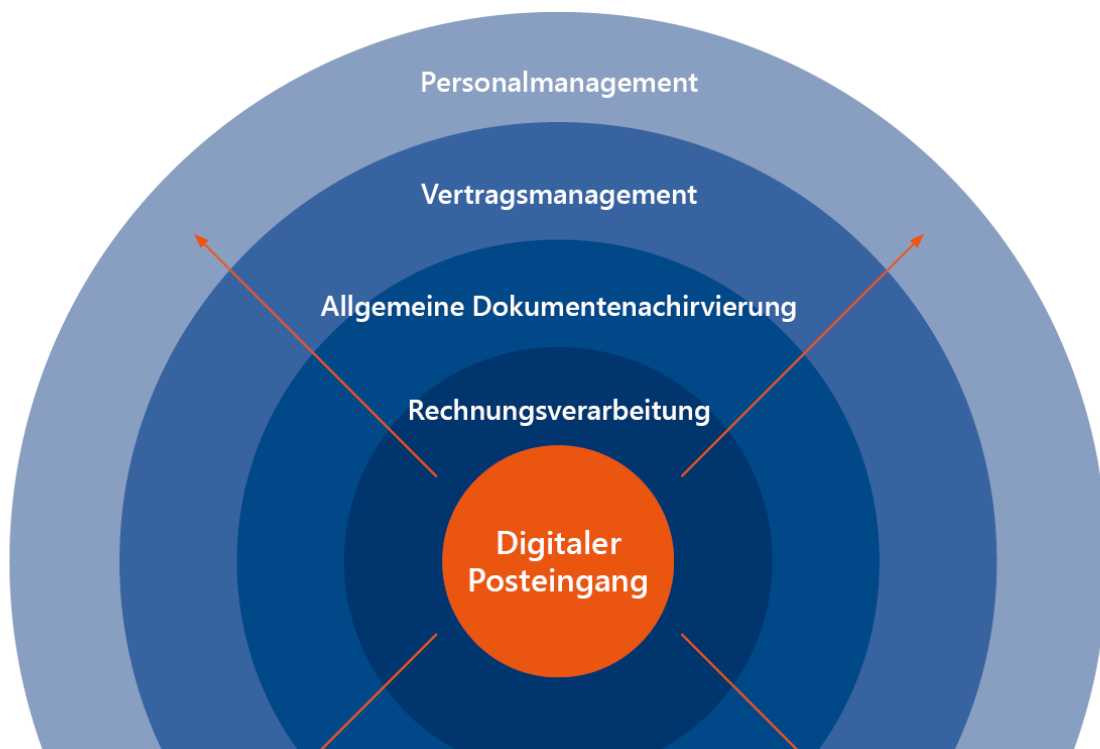 Personalmanagement
Vertragsmanagement
Allgemeine Dokumentenachirvierung
Rechnungsverarbeitung
Digitaler
Posteingang